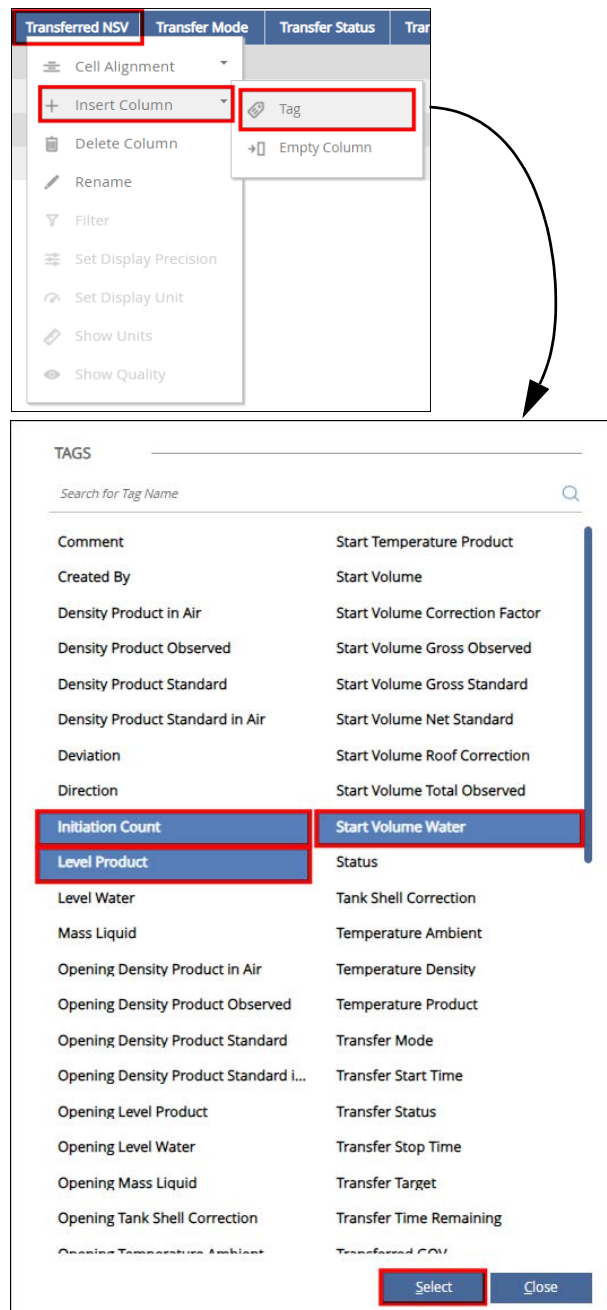 Transferred NSV Transfer Mode Transfer Status Tran
Cell Alignment
Insert Column
Tag
Delete Column
Empty Column
Rename
Filter
Set Display Precision
Set Display Unit
Show Units
Show Quality
TAGS
Search for Tag Name
Comment Start Temperature Product
Created By Start Volume
Density Product in Air Start Volume Correction Factor
Density Product Observed Start Volume Gross Observed
Density Product Standard Start Volume Gross Standard
Density Product Standard in Air Start Volume Net Standard
Deviation Start Volume Roof Correction
Direction Start Volume Total Observed
Initiation Count Start Volume Water
Level Product Status
Level Water Tank Shell Correction
Mass Liquid Temperature Ambient
Opening Density Product in Air Temperature Density
Opening Density Product Observed Temperature Product
Opening Density Product Standard Transfer Mode
Opening Density Product Standard i... Transfer Start Time
Opening Level Product Transfer Status
Opening Level Water Transfer Stop Time
Opening Mass Liquid Transfer Target
Opening Tank Shell Correction Transfer Time Remaining
Opening Temperature Ambient Transferred GOV
Select Close